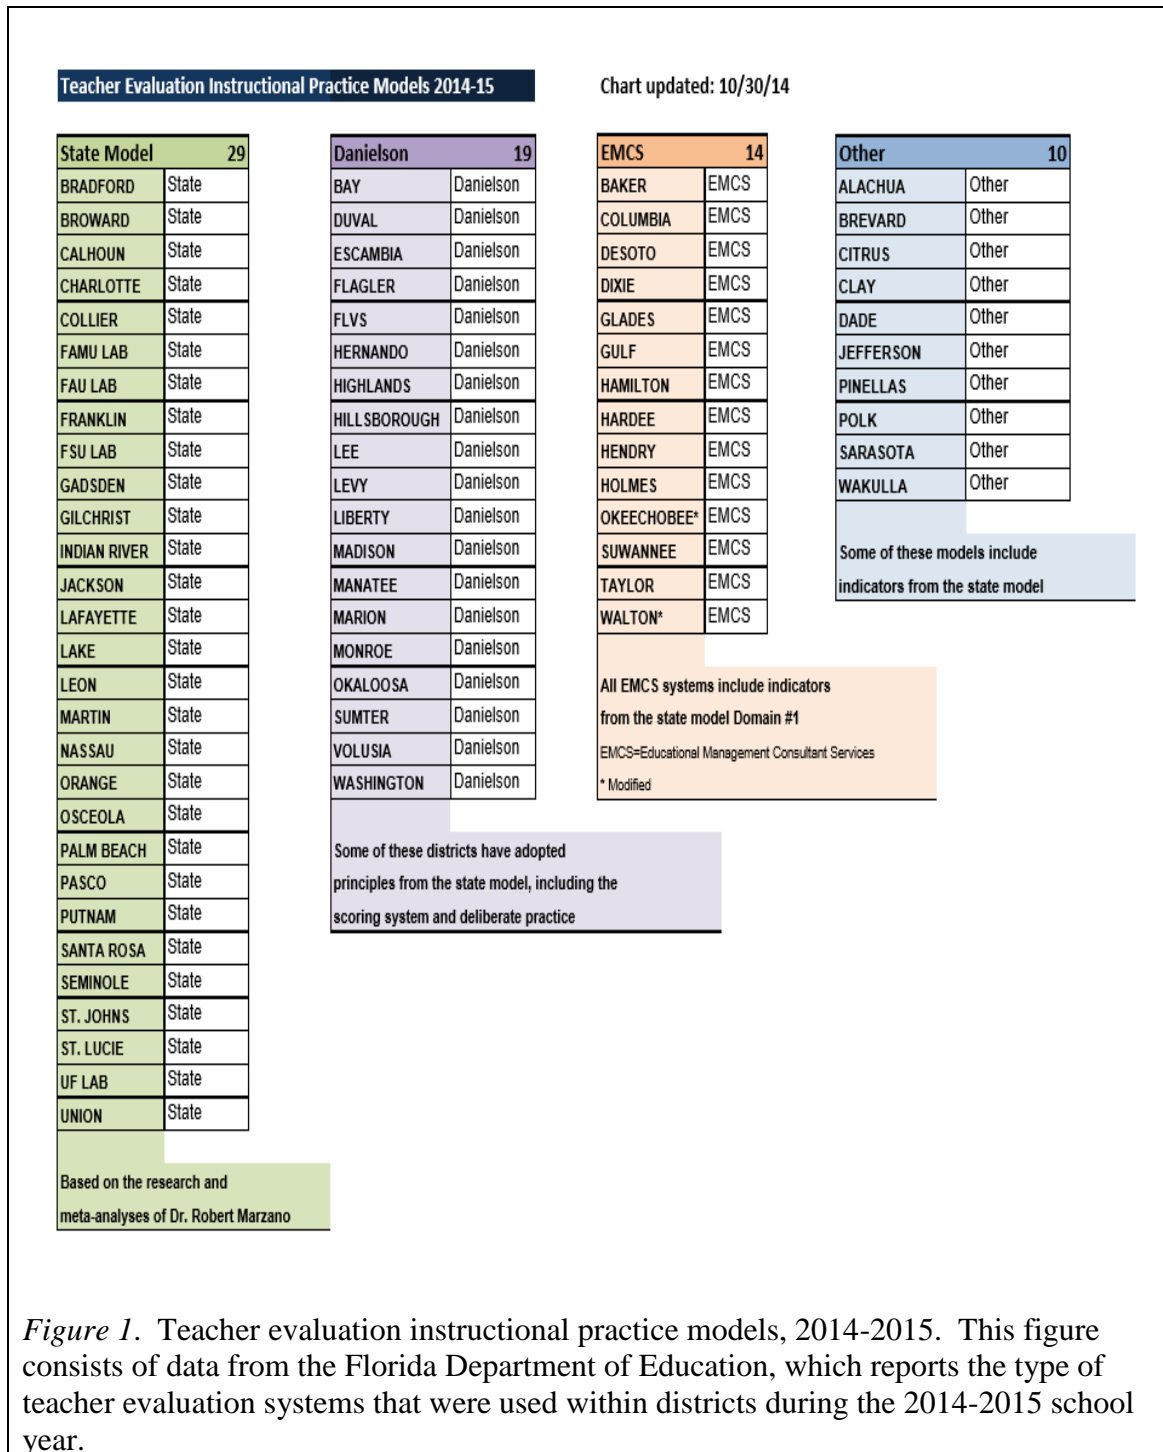 Teacher Evaluation Instructional Practice Models 2014-15
Chart updated: 10/30/14
State Model 29
BRADFORD State
BROWARD State
CALHOUN State
CHARLOTTE State
COLLIER State
FAMU LAB State
FAU LAB State
FRANKLIN State
FSU LAB State
GADSDEN State
GILCHRIST State
INDIAN RIVER State
JACKSON State
LAFAYETTE State
LAKE State
LEON State
MARTIN State
NASSAU State
ORANGE State
OSCEOLA State
PALM BEACH State
PASCO State
PUTNAM State
SANTA ROSA State
SEMINOLE State
ST. JOHNS State
ST. LUCIE State
UF LAB State
UNION State
Based on the research and
meta-analyses of Dr. Robert Marzano
Danielson 19
BAY Danielson
DUVAL Danielson
ESCAMBIA Danielson
FLAGLER Danielson
FLVS Danielson
HERNANDO Danielson
HIGHLANDS Danielson
HILLSBOROUGH Danielson
LEE Danielson
LEVY Danielson
LIBERTY Danielson
MADISON Danielson
MANATEE Danielson
MARION Danielson
MONROE Danielson
OKALOOSA Danielson
SUMTER Danielson
VOLUSIA Danielson
WASHINGTON Danielson
Some of these districts have adopted
principles from the state model, including the
scoring system and deliberate practice
EMCS 14
BAKER EMCS
COLUMBIA EMCS
DESOTO EMCS
DIXIE EMCS
GLADES EMCS
GULF EMCS
HAMILTON EMCS
HARDEE EMCS
HENDRY EMCS
HOLMES EMCS
OKEECHOBEE* EMCS
SUWANNEE EMCS
TAYLOR EMCS
WALTON* EMCS
All EMCS systems include indicators
from the state model Domain #1
EMCS=Educational Management Consultant Services
* Modified
Other 10
ALACHUA Other
BREVARD Other
CITRUS Other
CLAY Other
DADE Other
JEFFERSON Other
PINELLAS Other
POLK Other
SARASOTA Other
WAKULLA Other
Some of these models include
indicators from the state model
Figure 1. Teacher evaluation instructional practice models, 2014-2015. This figure
consists of data from the Florida Department of Education, which reports the type of
teacher evaluation systems that were used within districts during the 2014-2015 school
year.